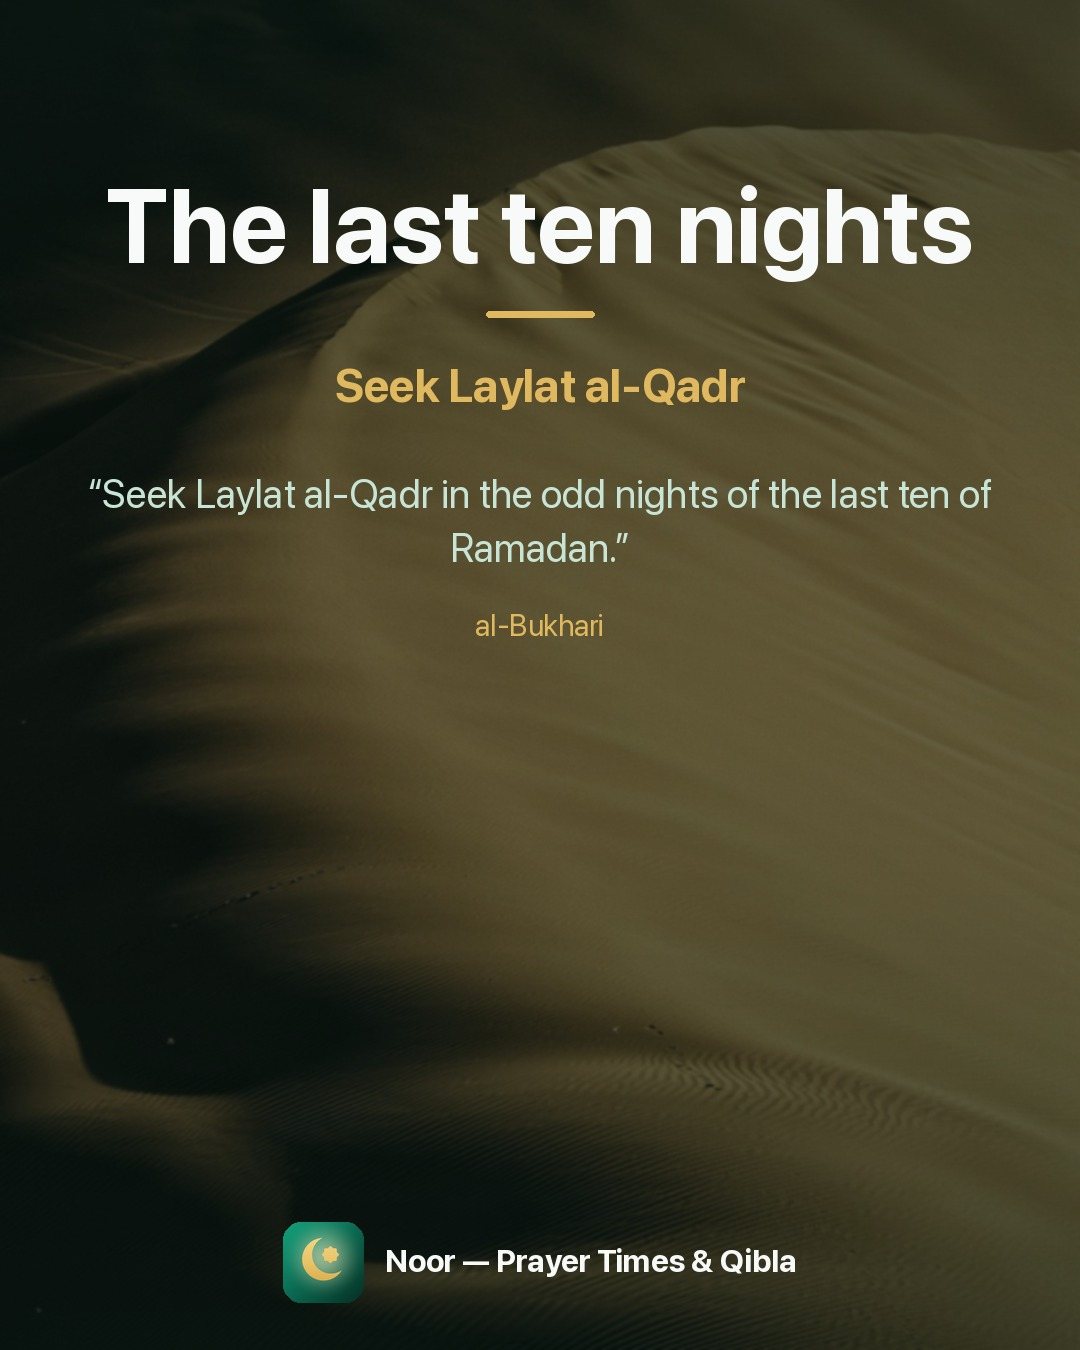 The last ten nights
Seek Laylat al-Qadr
“Seek Laylat al-Qadr in the odd nights of the last ten of
Ramadan.”
al-Bukhari
Noor — Prayer Times & Qibla